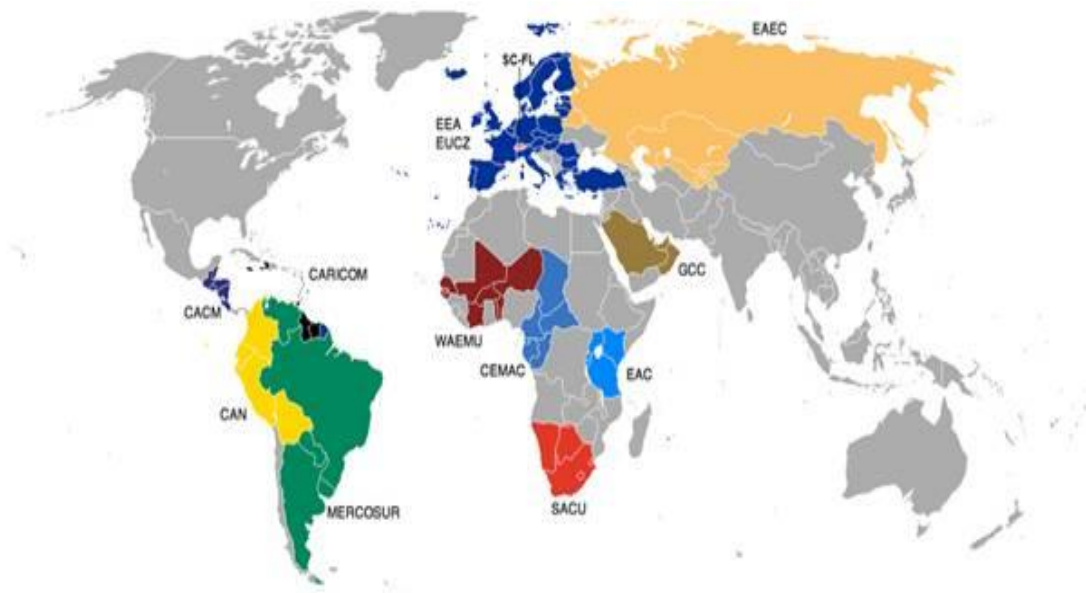 EAEC
SC-FL
EEA
EUCZ
CARICOM
GCC
CACM
WAEMU
CEMAC
EAC
CAN
SACU
MERCOSUR